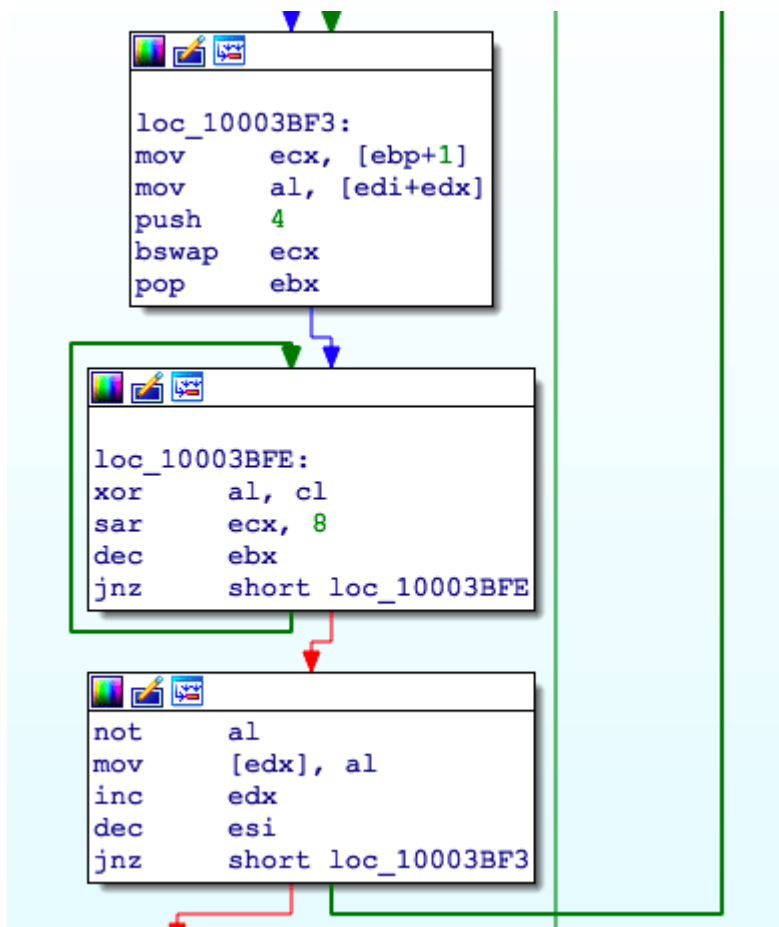 loc_10003BF3:
mov ecx, [ebp+1]
mov al, [edi+edx]
push 4
bswap ecx
pop ebx
loc_10003BFE:
xor al, cl
sar ecx, 8
dec ebx
jnz short loc_10003BFE
not al
mov [edx], al
inc edx
dec esi
jnz short loc_10003BF3